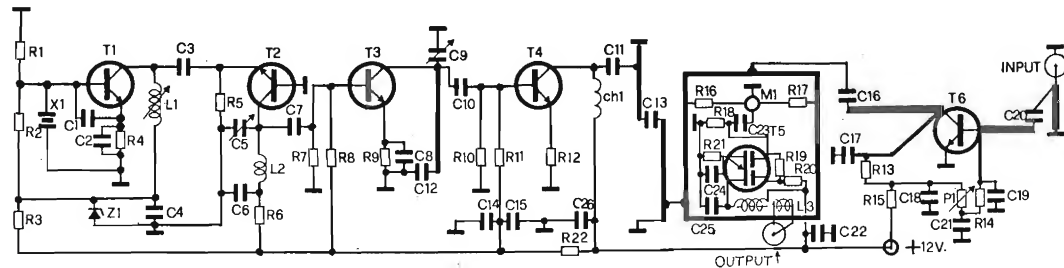 R1
T1
C3
T2
T3
C9
T4
C11
INPUT
X1
C1
L1
R5
C7
C10
C13
R16
M1
R17
C16
T6
C20
R2
C2
R4
C5
L2
R7
R8
R9
C8
C12
R10
R11
R12
ch1
R18
C23
T5
R21
R19
R20
C24
C17
R13
R3
Z1
C4
C6
R6
C14
C15
C26
R22
C25
L3
OUTPUT
C22
R15
C18
P1
C21
R14
C19
+12V.